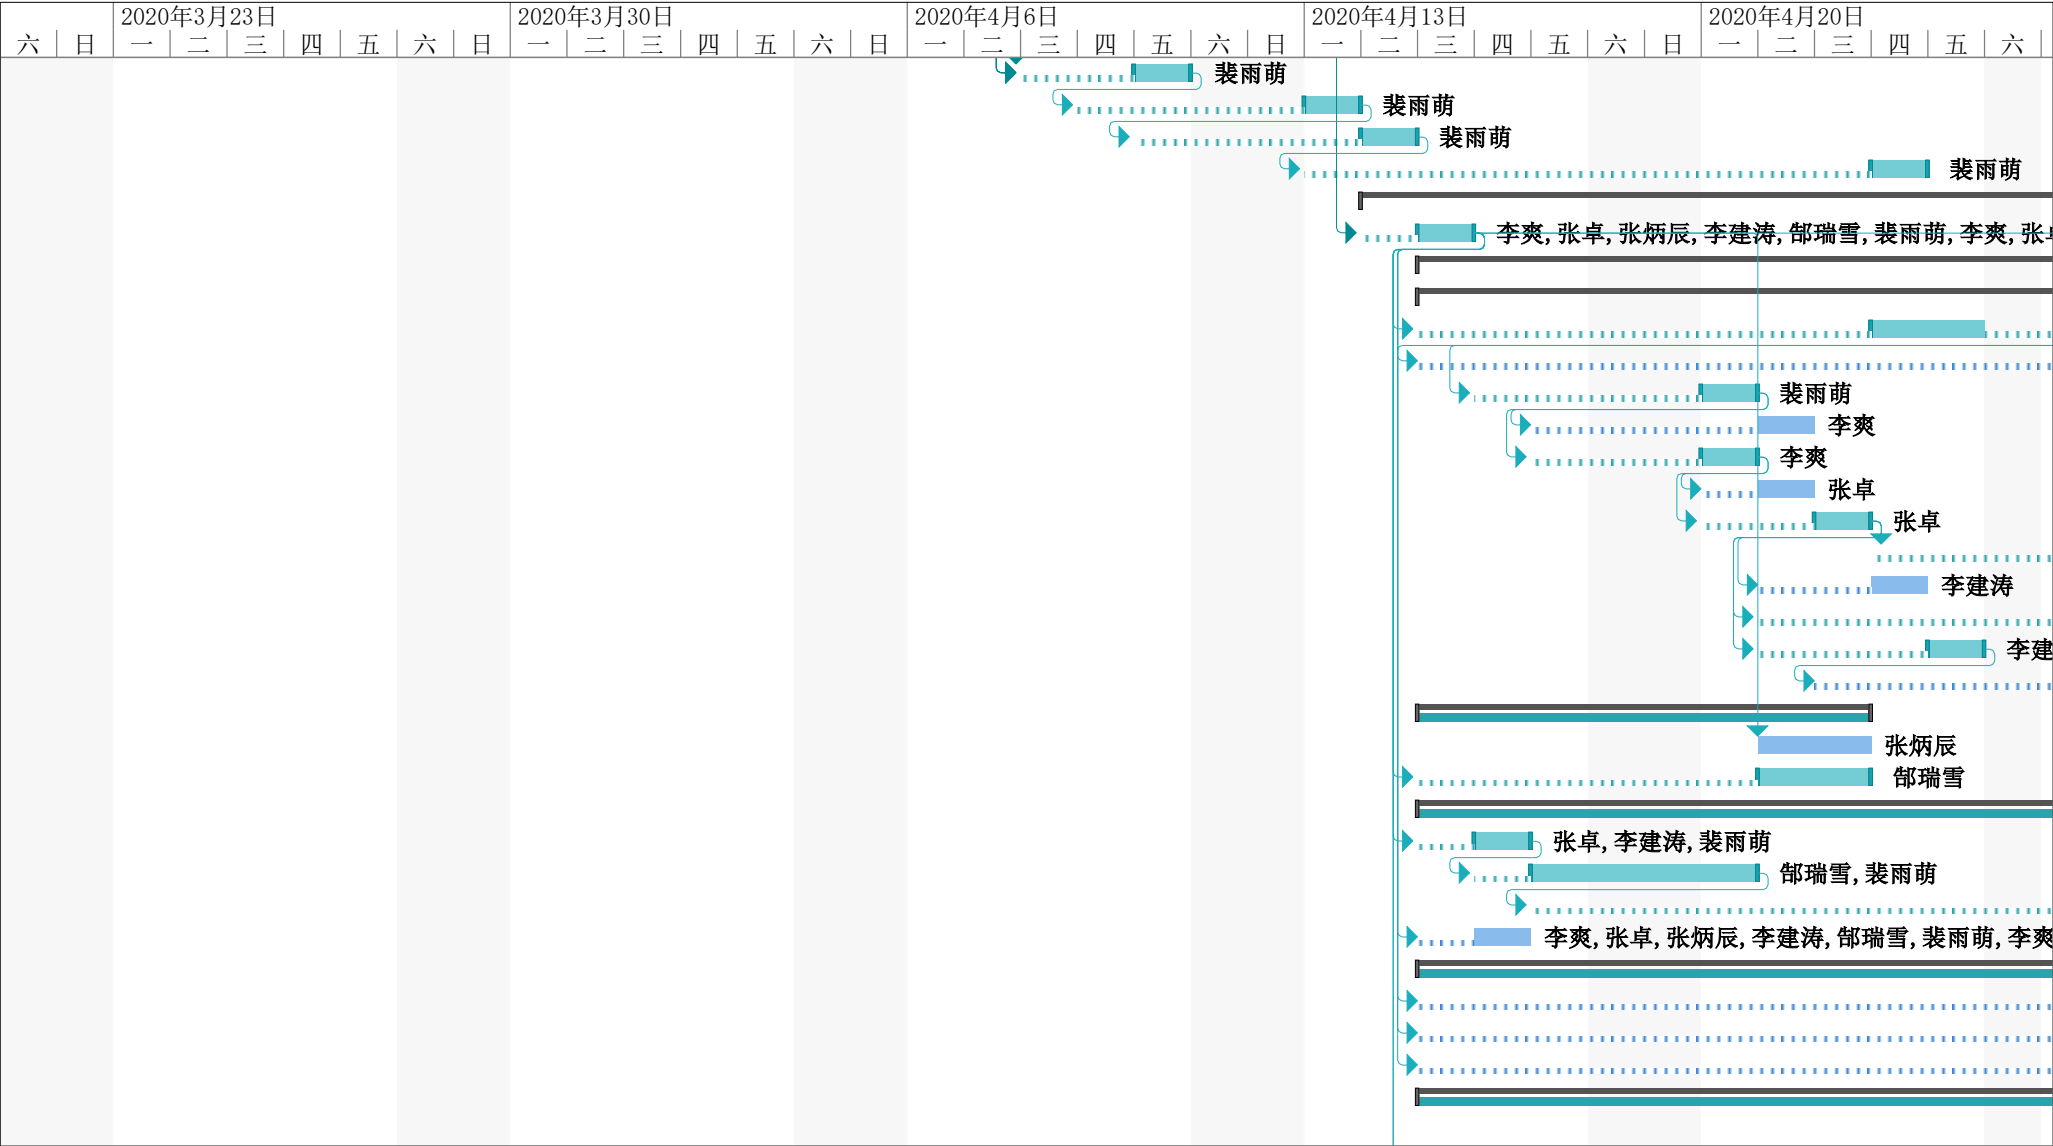 2020年3月23日 2020年3月30日 2020年4月6日 2020年4月13日 2020年4月20日
六 日 一 二 三 四 五 六 日 一 二 三 四 五 六 日 一 二 三 四 五 六 日 一 二 三 四 五 六 日 一 二 三 四 五 六
裴雨萌
裴雨萌
裴雨萌
裴雨萌
李爽,张卓,张炳辰,李建涛,郜瑞雪,裴雨萌,李爽,张
裴雨萌
李爽
李爽
张卓
张卓
李建涛
李建
张炳辰
郜瑞雪
张卓,李建涛,裴雨萌
郜瑞雪,裴雨萌
李爽,张卓,张炳辰,李建涛,郜瑞雪,裴雨萌,李爽